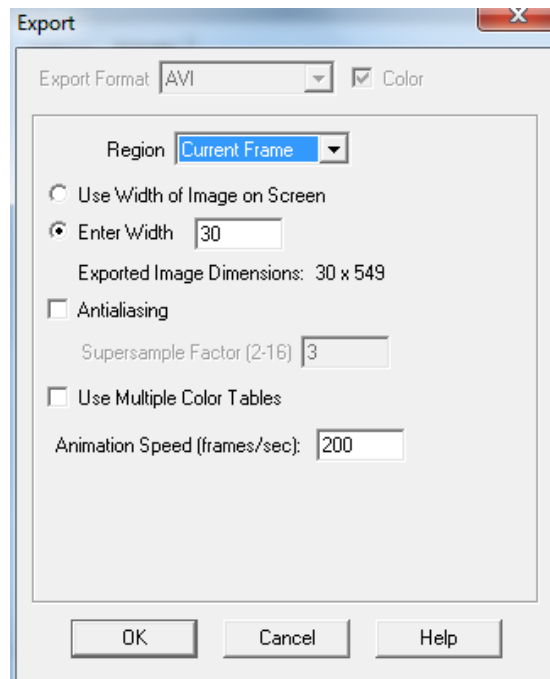 Export
Export Format AVI Color
Region Current Frame
Use Width of Image on Screen
Enter Width 30
Exported Image Dimensions: 30 x 549
Antialiasing
Supersample Factor (2-16) 3
Use Multiple Color Tables
Animation Speed (frames/sec): 200
OK Cancel Help